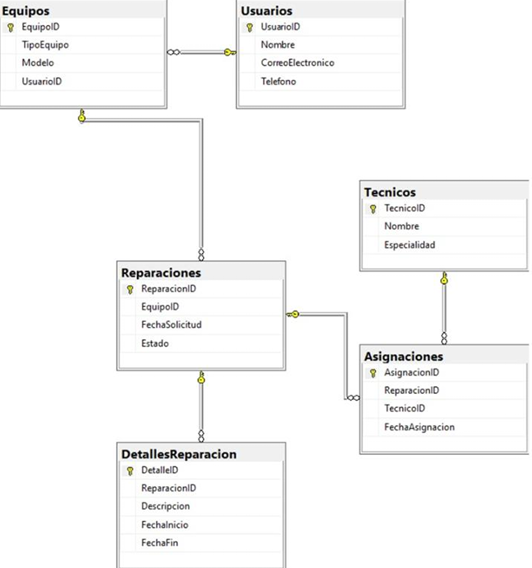 Equipos
EquipoID
TipoEquipo
Modelo
UsuarioID
Usuarios
UsuarioID
Nombre
CorreoElectronico
Telefono
Tecnicos
TecnicoID
Nombre
Especialidad
Reparaciones
ReparacionID
EquipoID
FechaSolicitud
Estado
Asignaciones
AsignacionID
ReparacionID
TecnicoID
FechaAsignacion
DetallesReparacion
DetalleID
ReparacionID
Descripcion
FechaInicio
FechaFin